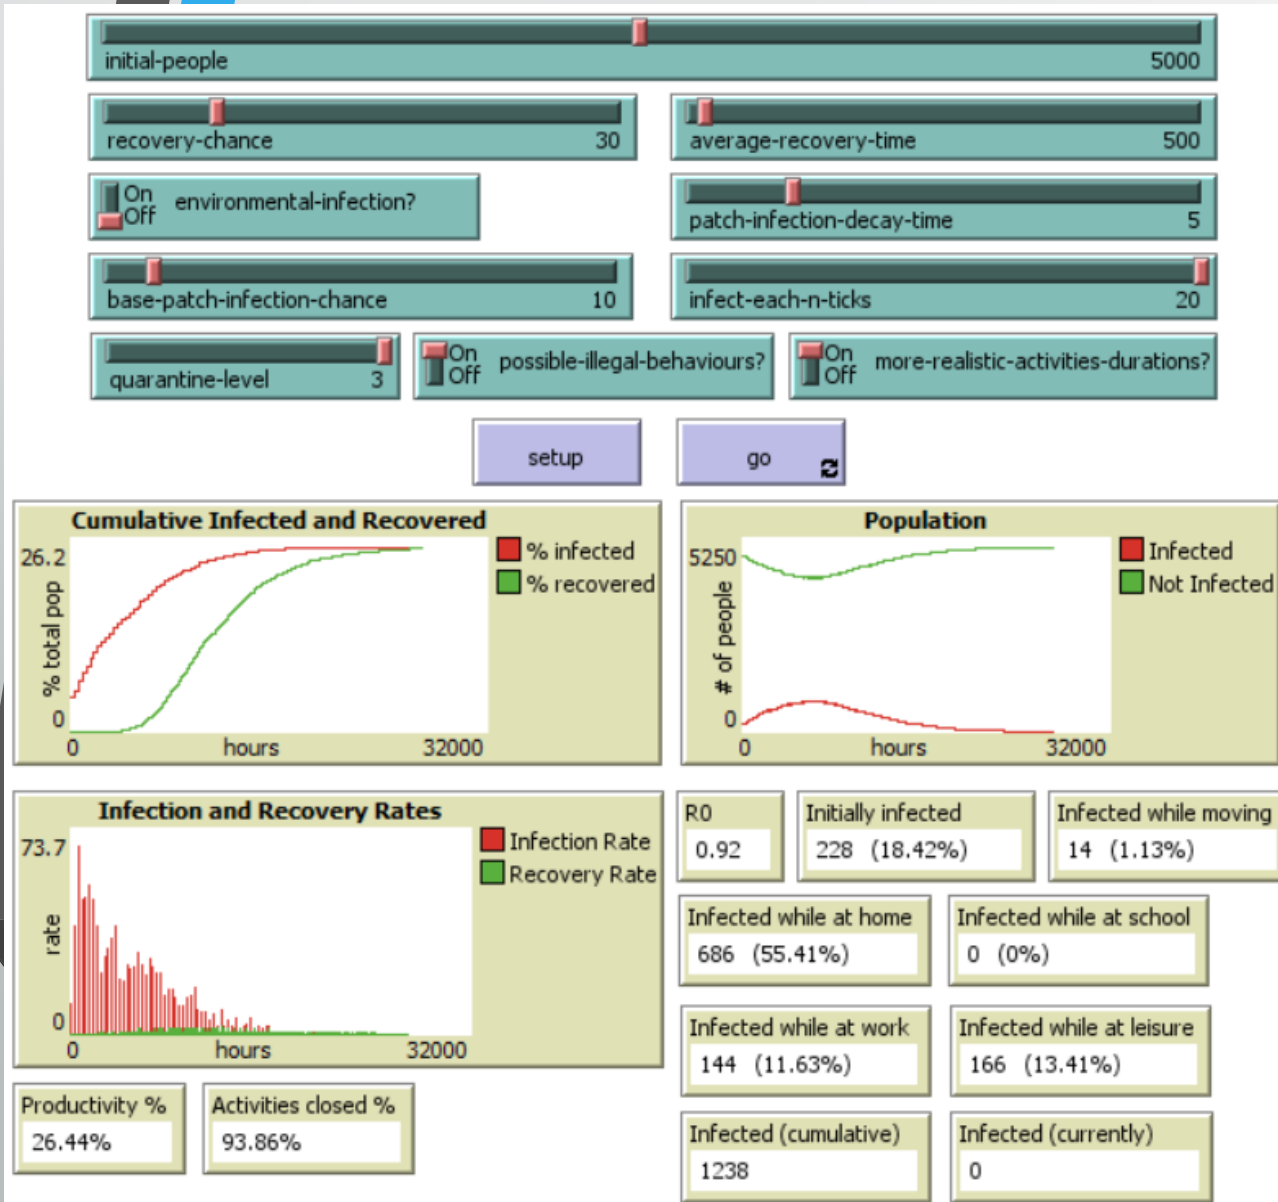 initial-people 5000
recovery-chance 30
average-recovery-time 500
On
Off
environmental-infection?
patch-infection-decay-time 5
base-patch-infection-chance 10
infect-each-n-ticks 20
quarantine-level 3
On
Off
possible-illegal-behaviours?
On
Off
more-realistic-activities-durations?
setup
go
Cumulative Infected and Recovered
26.2
% total pop
0
0 hours 32000
% infected
% recovered
Population
5250
# of people
0
0 hours 32000
Infected
Not Infected
Infection and Recovery Rates
73.7
rate
0
0 hours 32000
Infection Rate
Recovery Rate
R0
0.92
Initially infected
228 (18.42%)
Infected while moving
14 (1.13%)
Infected while at home
686 (55.41%)
Infected while at school
0 (0%)
Infected while at work
144 (11.63%)
Infected while at leisure
166 (13.41%)
Productivity %
26.44%
Activities closed %
93.86%
Infected (cumulative)
1238
Infected (currently)
0